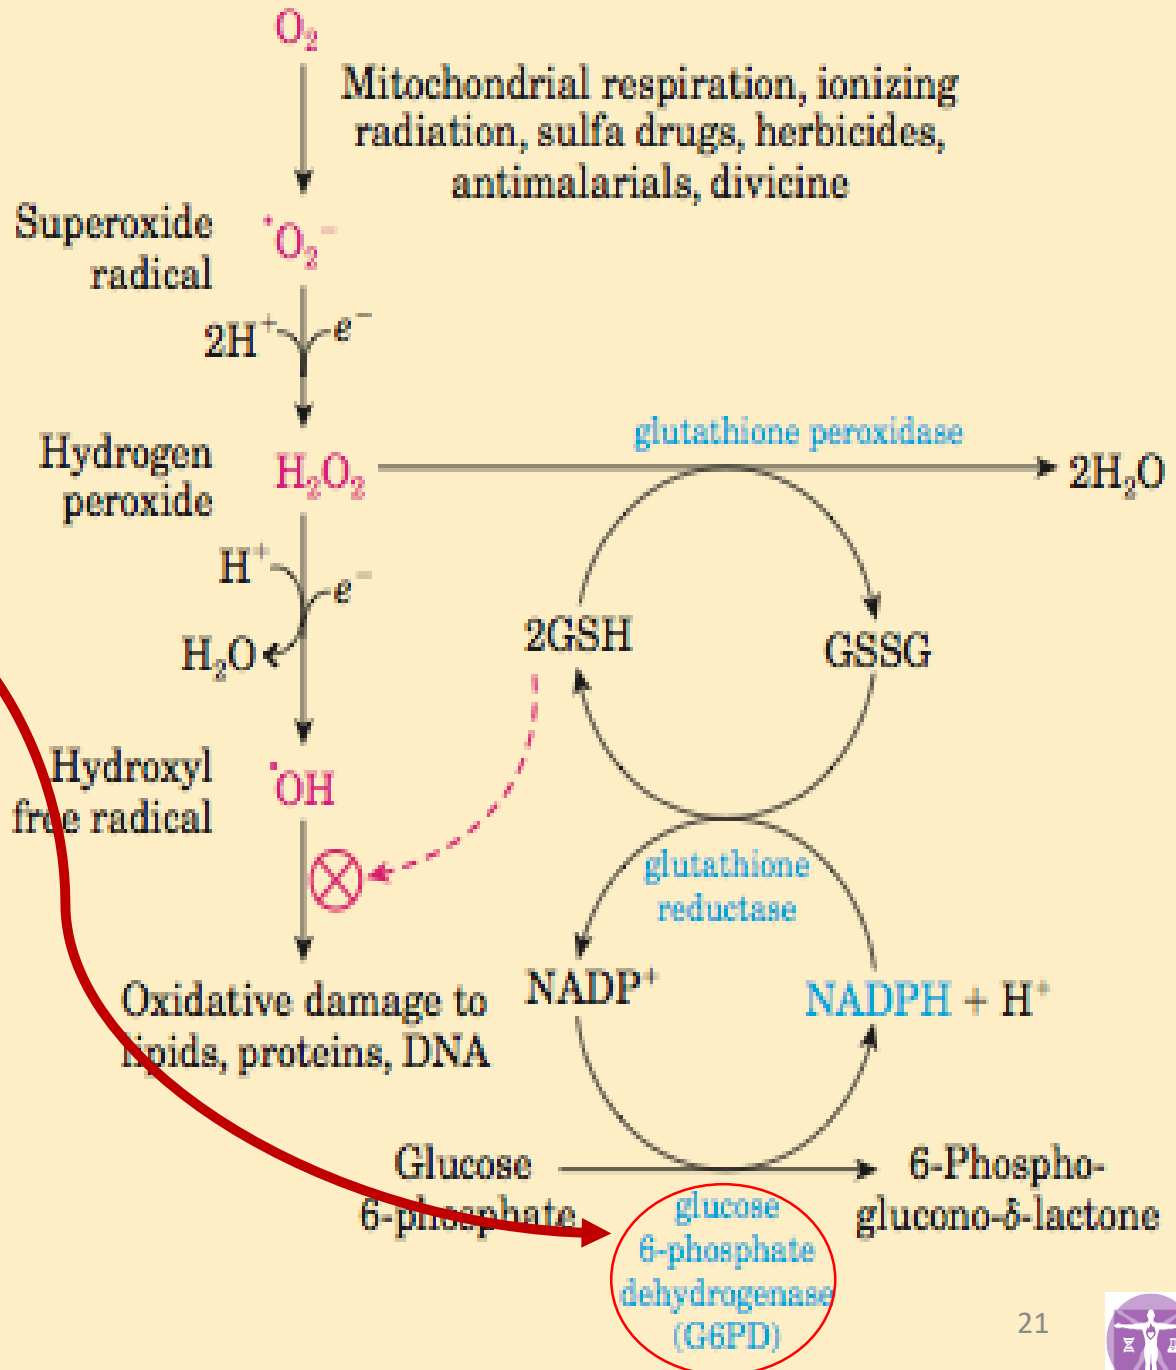 O₂
Mitochondrial respiration, ionizing
radiation, sulfa drugs, herbicides,
antimalarials, divicine
Superoxide
radical
•O₂⁻
2H⁺
e⁻
Hydrogen
peroxide
H₂O₂
glutathione peroxidase
2H₂O
H⁺
e⁻
H₂O
2GSH
GSSG
Hydroxyl
free radical
•OH
glutathione
reductase
Oxidative damage to
lipids, proteins, DNA
NADP⁺
NADPH + H⁺
Glucose
6-phosphate
6-Phospho-
glucono-δ-lactone
glucose
6-phosphate
dehydrogenase
(G6PD)
21